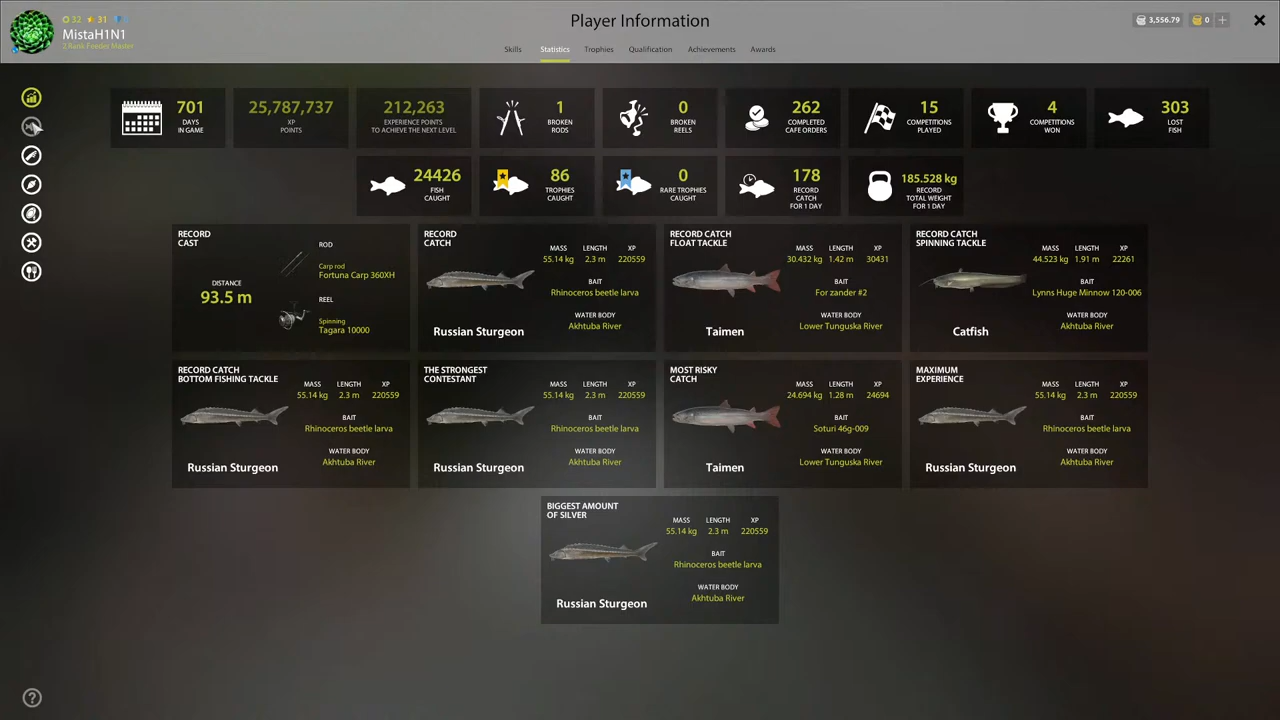 32 31
MistaH1N1
2 Rank Feeder Master
Player Information
3,556.79 0
Skills Statistics Trophies Qualification Achievements Awards
701
DAYS
IN GAME
25,787,737
XP
POINTS
212,263
EXPERIENCE POINTS
TO ACHIEVE THE NEXT LEVEL
1
BROKEN
RODS
0
BROKEN
REELS
262
COMPLETED
CAFE ORDERS
15
COMPETITIONS
PLAYED
4
COMPETITIONS
WON
303
LOST
FISH
24426
FISH
CAUGHT
86
TROPHIES
CAUGHT
0
RARE TROPHIES
CAUGHT
178
RECORD
CATCH
FOR 1 DAY
185.528 kg
RECORD
TOTAL WEIGHT
FOR 1 DAY
RECORD
CAST
DISTANCE
93.5 m
ROD
Carp rod
Fortuna Carp 360XH
REEL
Spinning
Tagara 10000
RECORD
CATCH
MASS LENGTH XP
55.14 kg 2.3 m 220559
BAIT
Rhinoceros beetle larva
WATER BODY
Akhtuba River
Russian Sturgeon
RECORD CATCH
FLOAT TACKLE
MASS LENGTH XP
30.432 kg 1.42 m 30431
BAIT
For zander #2
WATER BODY
Lower Tunguska River
Taimen
RECORD CATCH
SPINNING TACKLE
MASS LENGTH XP
44.523 kg 1.91 m 22261
BAIT
Lynns Huge Minnow 120-006
WATER BODY
Akhtuba River
Catfish
RECORD CATCH
BOTTOM FISHING TACKLE
MASS LENGTH XP
55.14 kg 2.3 m 220559
BAIT
Rhinoceros beetle larva
WATER BODY
Akhtuba River
Russian Sturgeon
THE STRONGEST
CONTESTANT
MASS LENGTH XP
55.14 kg 2.3 m 220559
BAIT
Rhinoceros beetle larva
WATER BODY
Akhtuba River
Russian Sturgeon
MOST RISKY
CATCH
MASS LENGTH XP
24.694 kg 1.28 m 24694
BAIT
Soturi 46g-009
WATER BODY
Lower Tunguska River
Taimen
MAXIMUM
EXPERIENCE
MASS LENGTH XP
55.14 kg 2.3 m 220559
BAIT
Rhinoceros beetle larva
WATER BODY
Akhtuba River
Russian Sturgeon
BIGGEST AMOUNT
OF SILVER
MASS LENGTH XP
55.14 kg 2.3 m 220559
BAIT
Rhinoceros beetle larva
WATER BODY
Akhtuba River
Russian Sturgeon
?